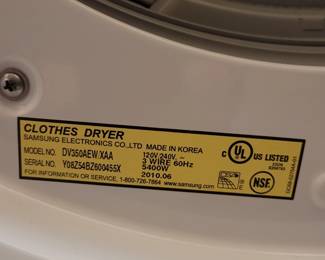 CLOTHES DRYER
SAMSUNG ELECTRONICS CO.,LTD MADE IN KOREA
MODEL NO. DV350AEW/XAA 120V/240V, ~
3 WIRE 60Hz
SERIAL NO. Y08Z54BZ600455X 5400W
2010.06
FOR SERVICE OR INFORMATION, 1-800-726-7864 www.samsung.com
C UL US LISTED
NSF